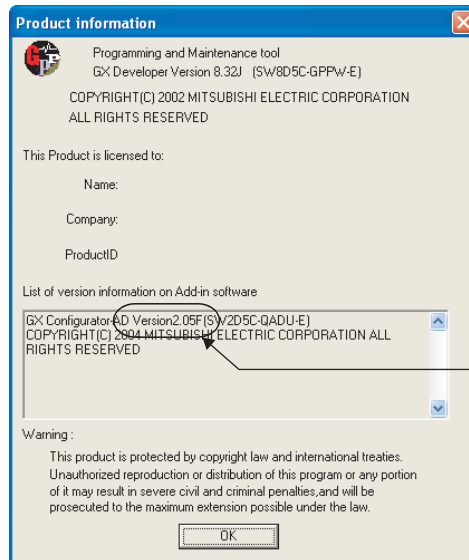 Product information
Programming and Maintenance tool
GX Developer Version 8.32J (SW8D5C-GPPW-E)
COPYRIGHT(C) 2002 MITSUBISHI ELECTRIC CORPORATION
ALL RIGHTS RESERVED
This Product is licensed to:
Name:
Company:
ProductID
List of version information on Add-in software
GX Configurator-AD Version2.05F(SW2D5C-QADU-E)
COPYRIGHT(C) 2004 MITSUBISHI ELECTRIC CORPORATION ALL
RIGHTS RESERVED
Warning :
This product is protected by copyright law and international treaties.
Unauthorized reproduction or distribution of this program or any portion
of it may result in severe civil and criminal penalties,and will be
prosecuted to the maximum extension possible under the law.
OK